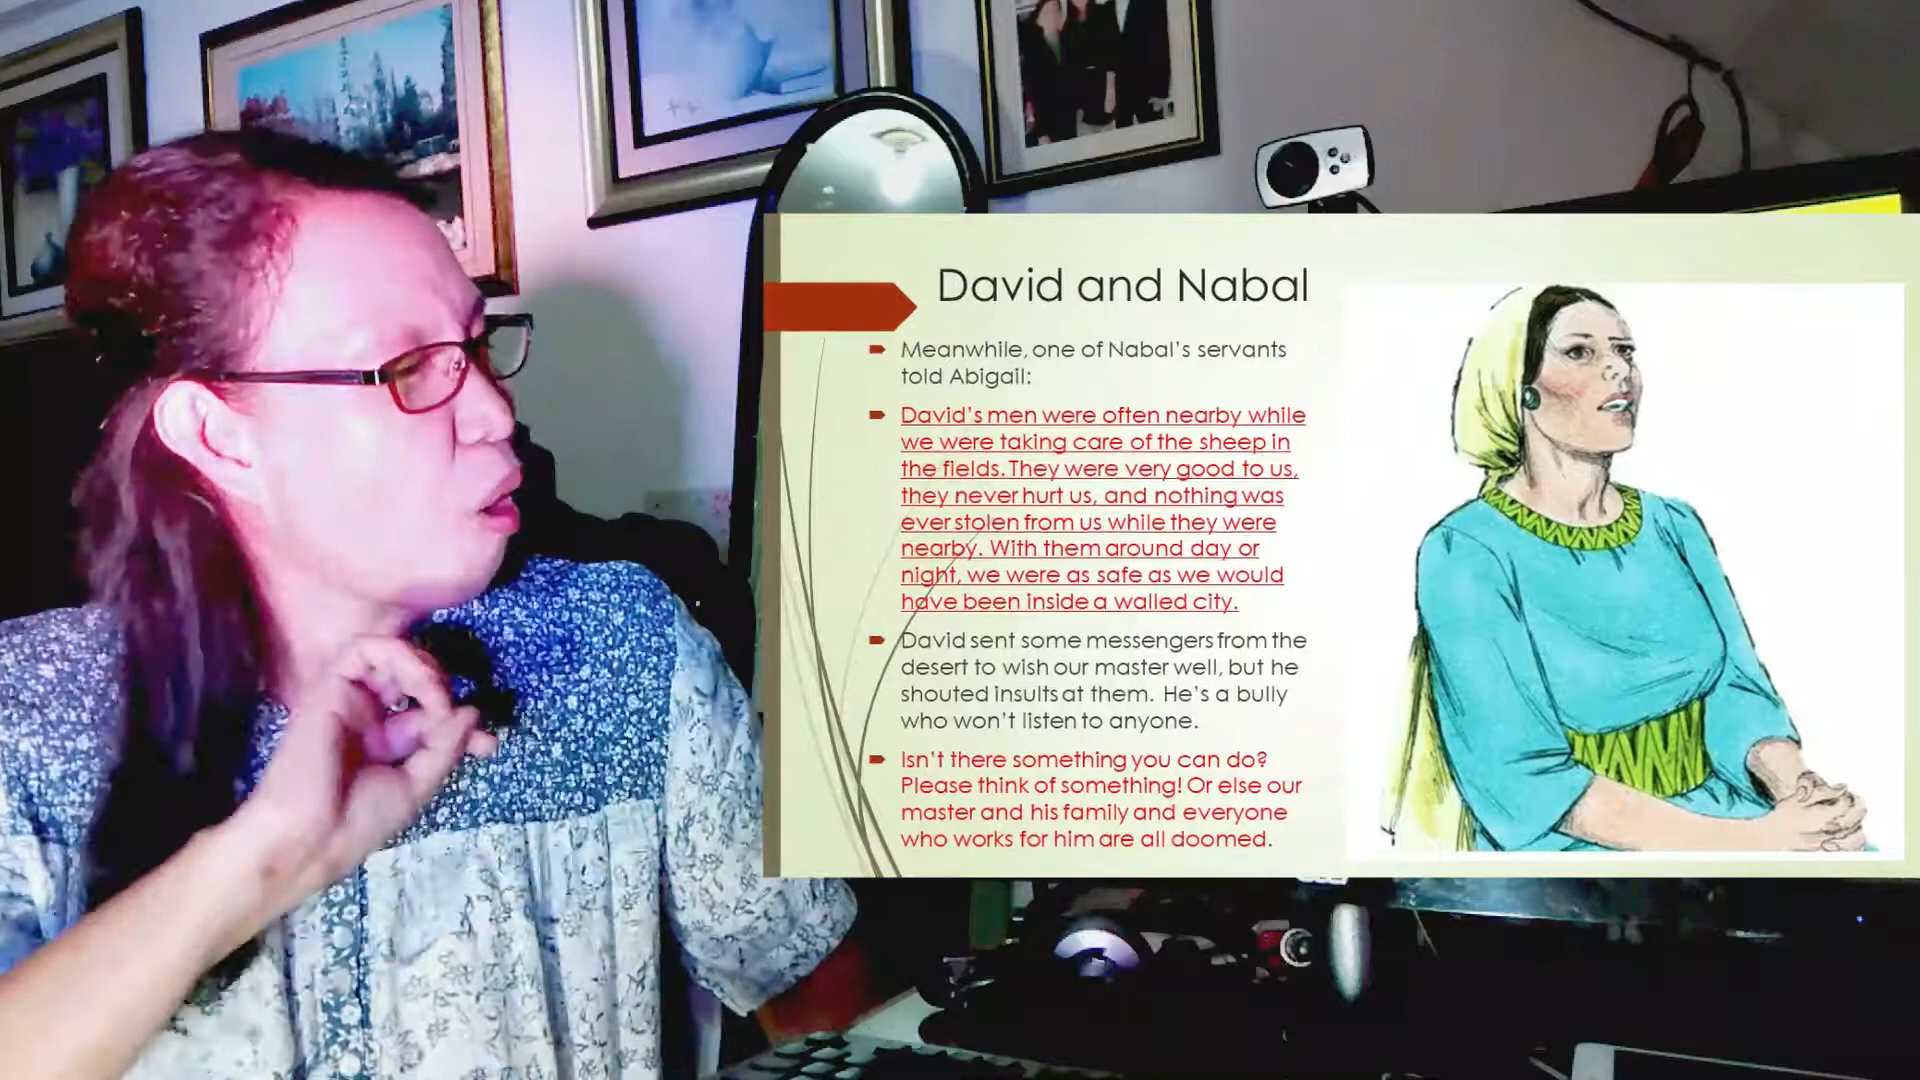 David and Nabal
Meanwhile, one of Nabal's servants
told Abigail:
David's men were often nearby while
we were taking care of the sheep in
the fields. They were very good to us,
they never hurt us, and nothing was
ever stolen from us while they were
nearby. With them around day or
night, we were as safe as we would
have been inside a walled city.
David sent some messengers from the
desert to wish our master well, but he
shouted insults at them. He's a bully
who won't listen to anyone.
Isn't there something you can do?
Please think of something! Or else our
master and his family and everyone
who works for him are all doomed.